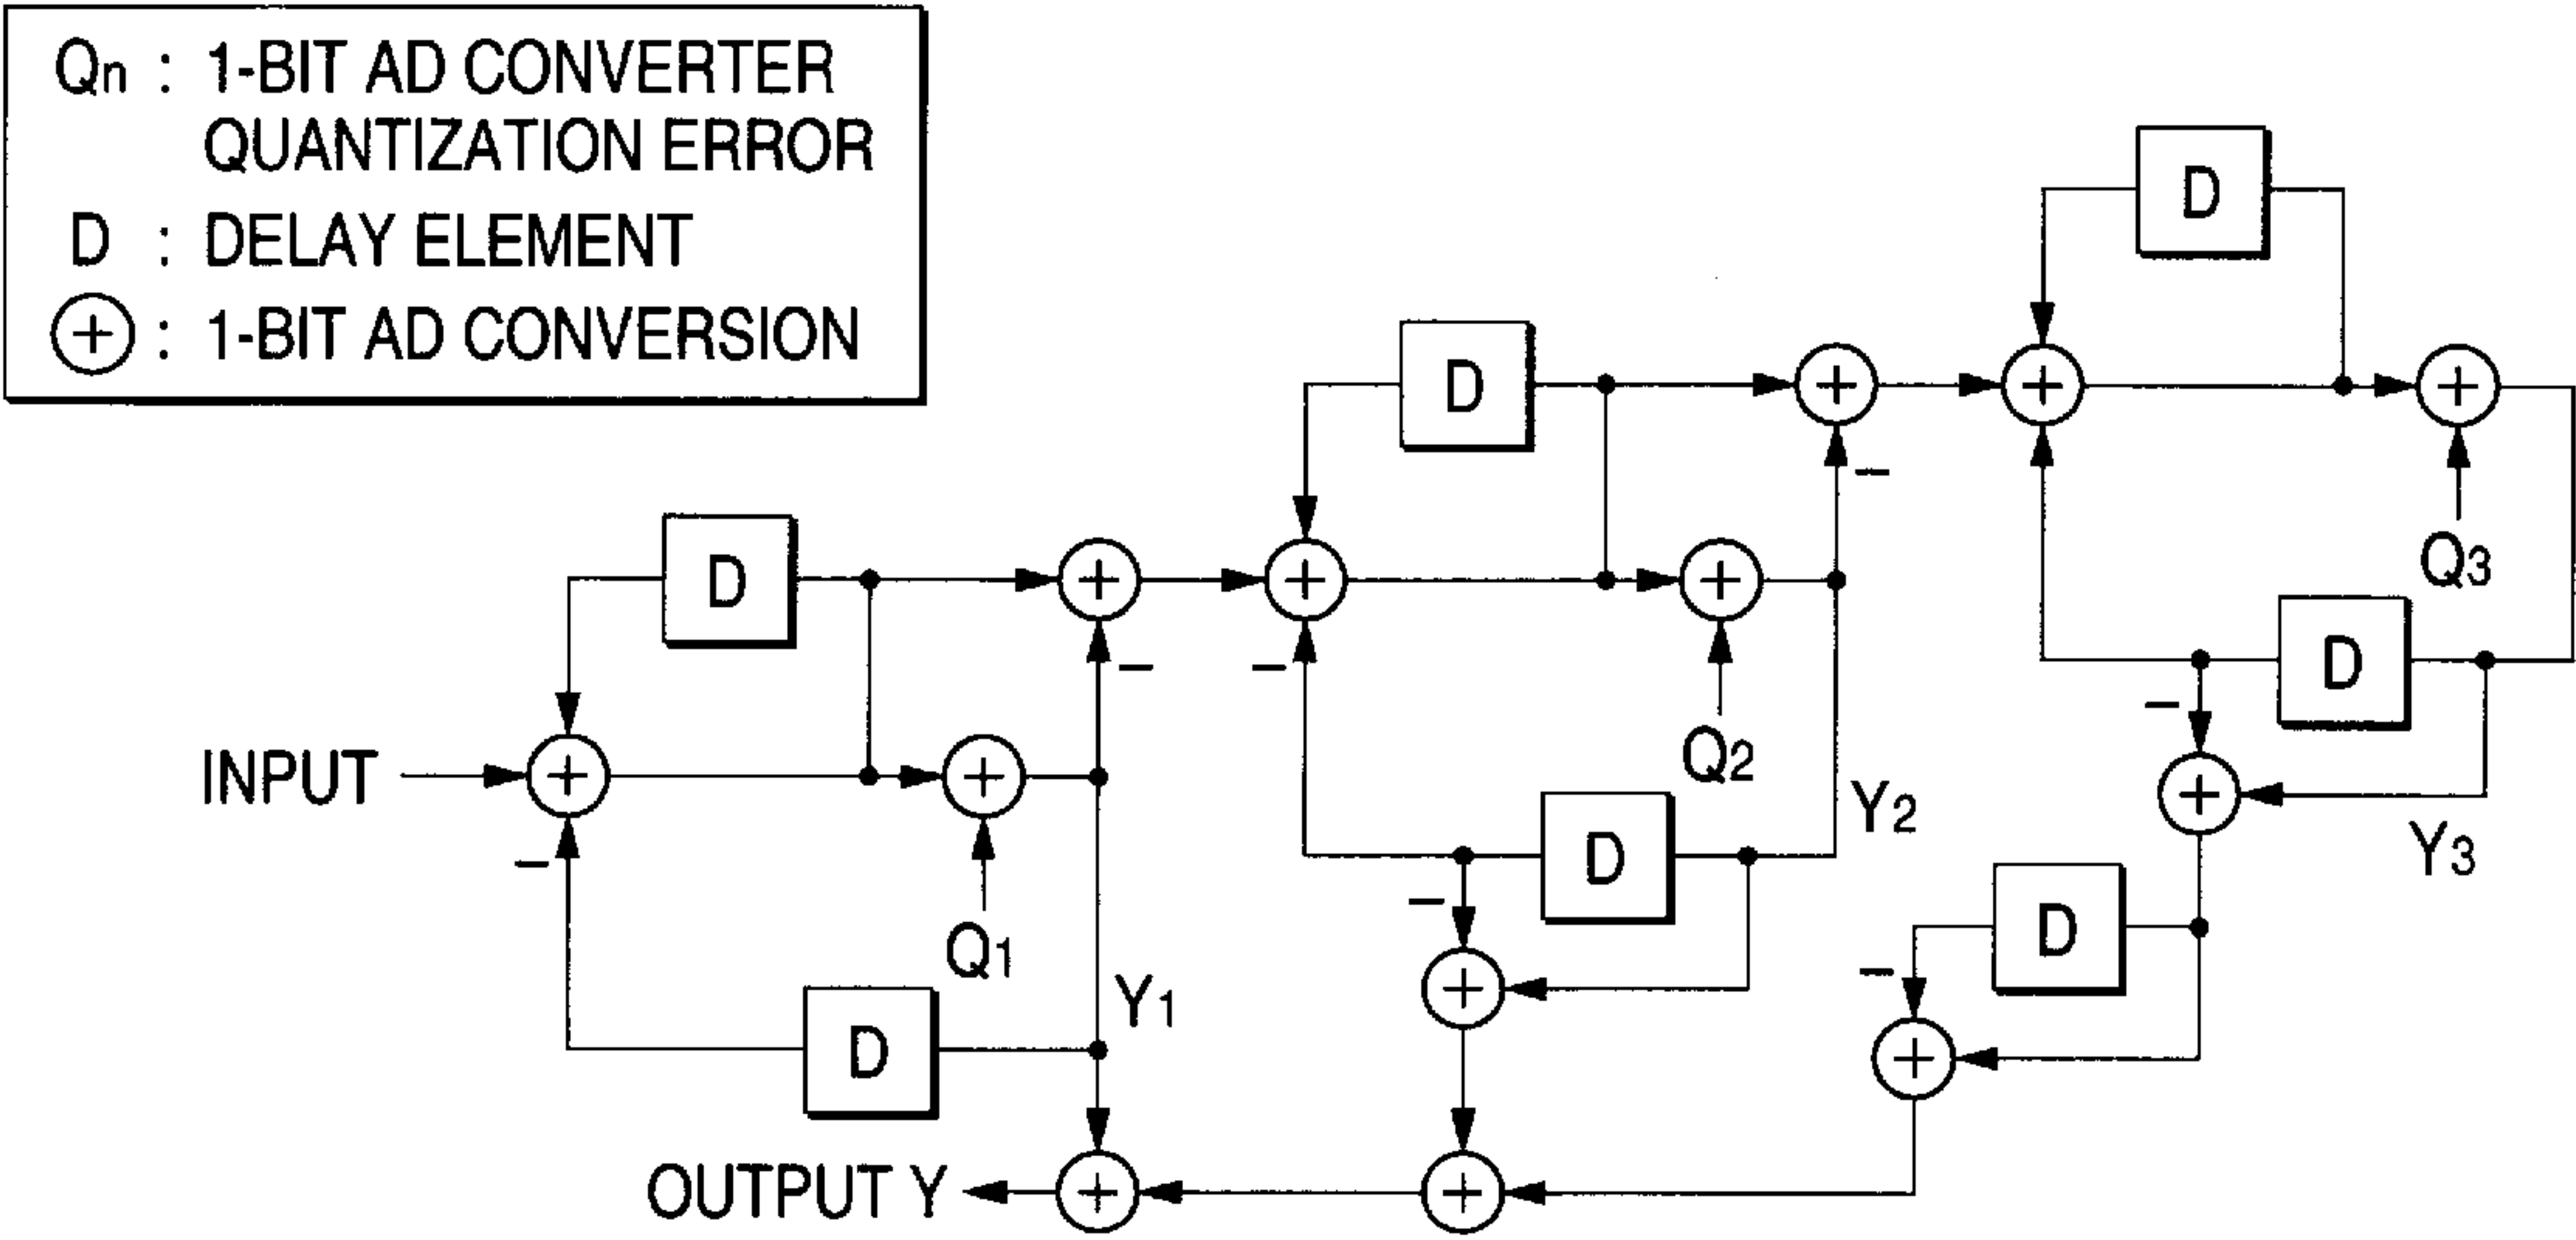 Qn : 1-BIT AD CONVERTER
QUANTIZATION ERROR
D : DELAY ELEMENT
+ : 1-BIT AD CONVERSION
D
D
+
+
+
D
+
+
+
Q3
D
+
+
D
Q2
INPUT
+
+
+
D
Y2
Y3
Q1
D
D
+
Y1
+
D
OUTPUT Y
+
+